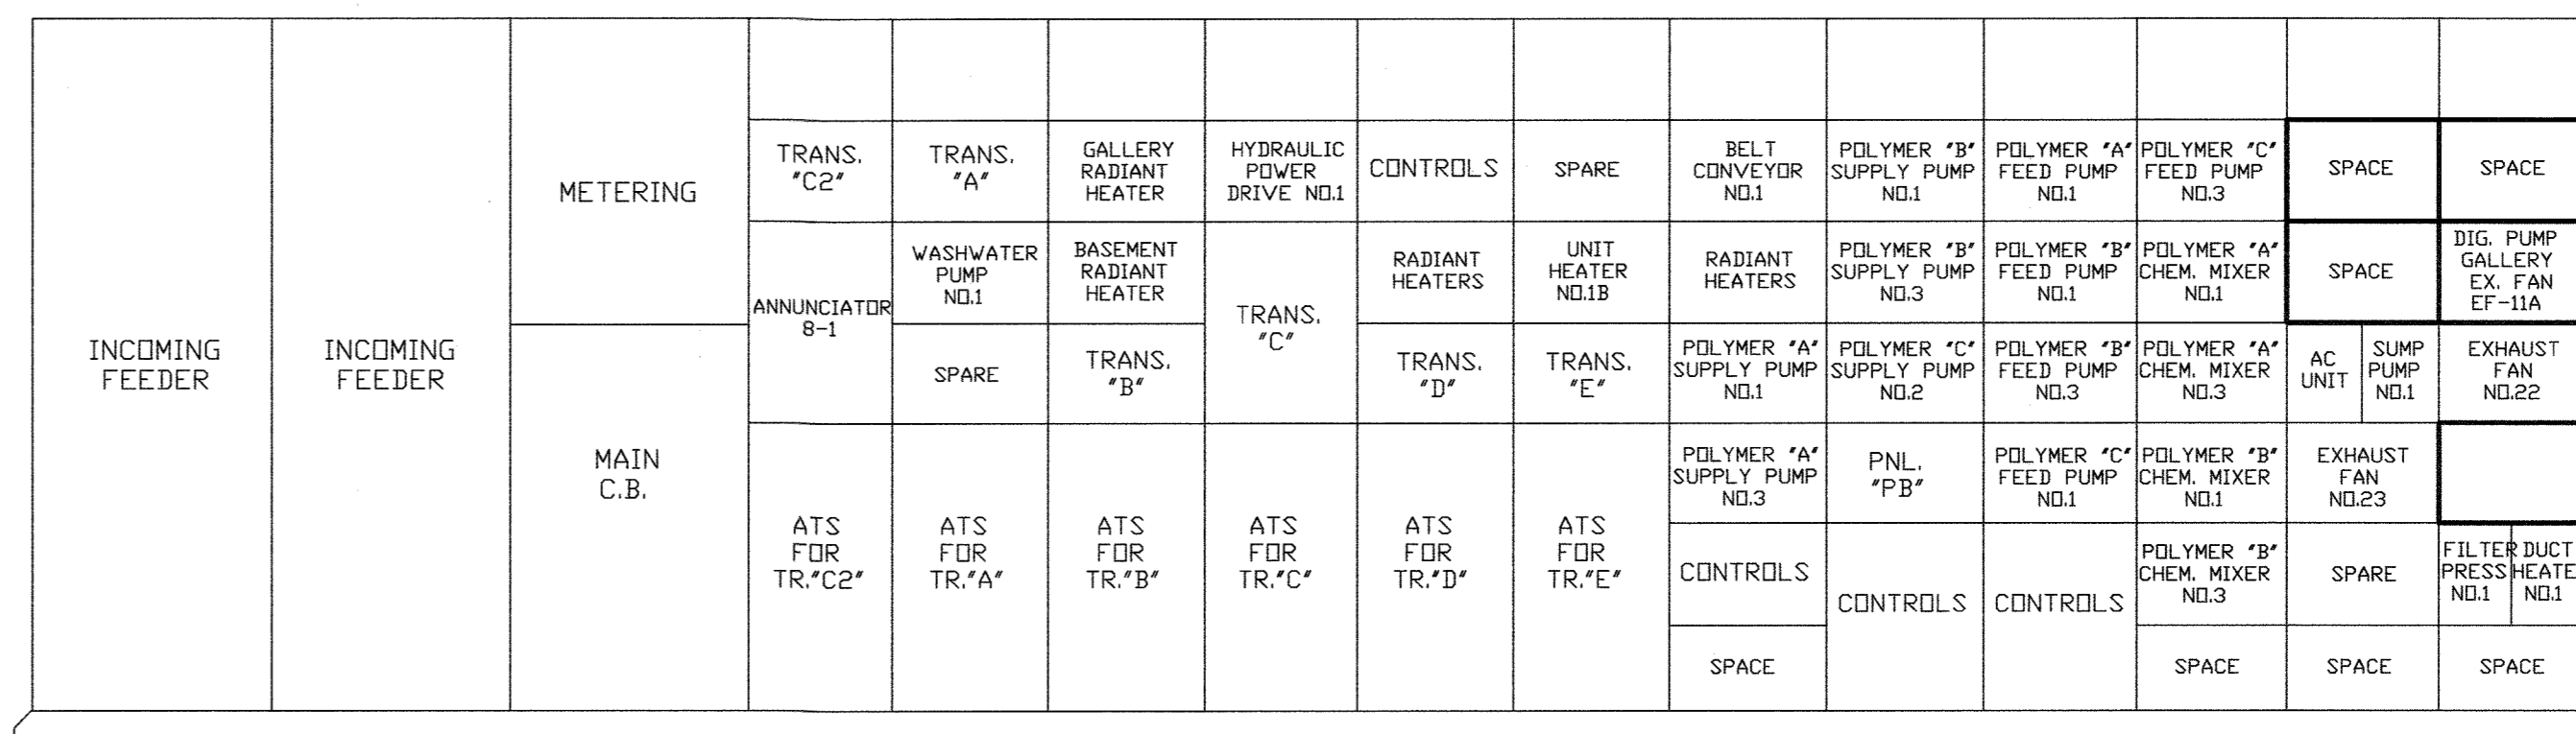 INCOMING
FEEDER
INCOMING
FEEDER
METERING
MAIN
C.B.
TRANS.
"C2"
ANNUNCIATOR
8-1
ATS
FOR
TR."C2"
TRANS.
"A"
WASHWATER
PUMP
NO.1
SPARE
ATS
FOR
TR."A"
GALLERY
RADIANT
HEATER
BASEMENT
RADIANT
HEATER
TRANS.
"B"
ATS
FOR
TR."B"
HYDRAULIC
POWER
DRIVE NO.1
TRANS.
"C"
ATS
FOR
TR."C"
CONTROLS
RADIANT
HEATERS
TRANS.
"D"
ATS
FOR
TR."D"
SPARE
UNIT
HEATER
NO.1B
TRANS.
"E"
ATS
FOR
TR."E"
BELT
CONVEYOR
NO.1
RADIANT
HEATERS
POLYMER "A"
SUPPLY PUMP
NO.1
POLYMER "A"
SUPPLY PUMP
NO.3
CONTROLS
SPACE
POLYMER "B"
SUPPLY PUMP
NO.1
POLYMER "B"
SUPPLY PUMP
NO.3
POLYMER "C"
SUPPLY PUMP
NO.2
PNL.
"PB"
CONTROLS
POLYMER "A"
FEED PUMP
NO.1
POLYMER "B"
FEED PUMP
NO.1
POLYMER "B"
FEED PUMP
NO.3
POLYMER "C"
FEED PUMP
NO.1
CONTROLS
POLYMER "C"
FEED PUMP
NO.3
POLYMER "A"
CHEM. MIXER
NO.1
POLYMER "A"
CHEM. MIXER
NO.3
POLYMER "B"
CHEM. MIXER
NO.1
POLYMER "B"
CHEM. MIXER
NO.3
SPACE
SPACE
SPACE
AC
UNIT
SUMP
PUMP
NO.1
EXHAUST
FAN
NO.23
SPARE
SPACE
SPACE
DIG. PUMP
GALLERY
EX. FAN
EF-11A
EXHAUST
FAN
NO.22
FILTER
PRESS
NO.1
DUCT
HEATE
NO.1
SPACE